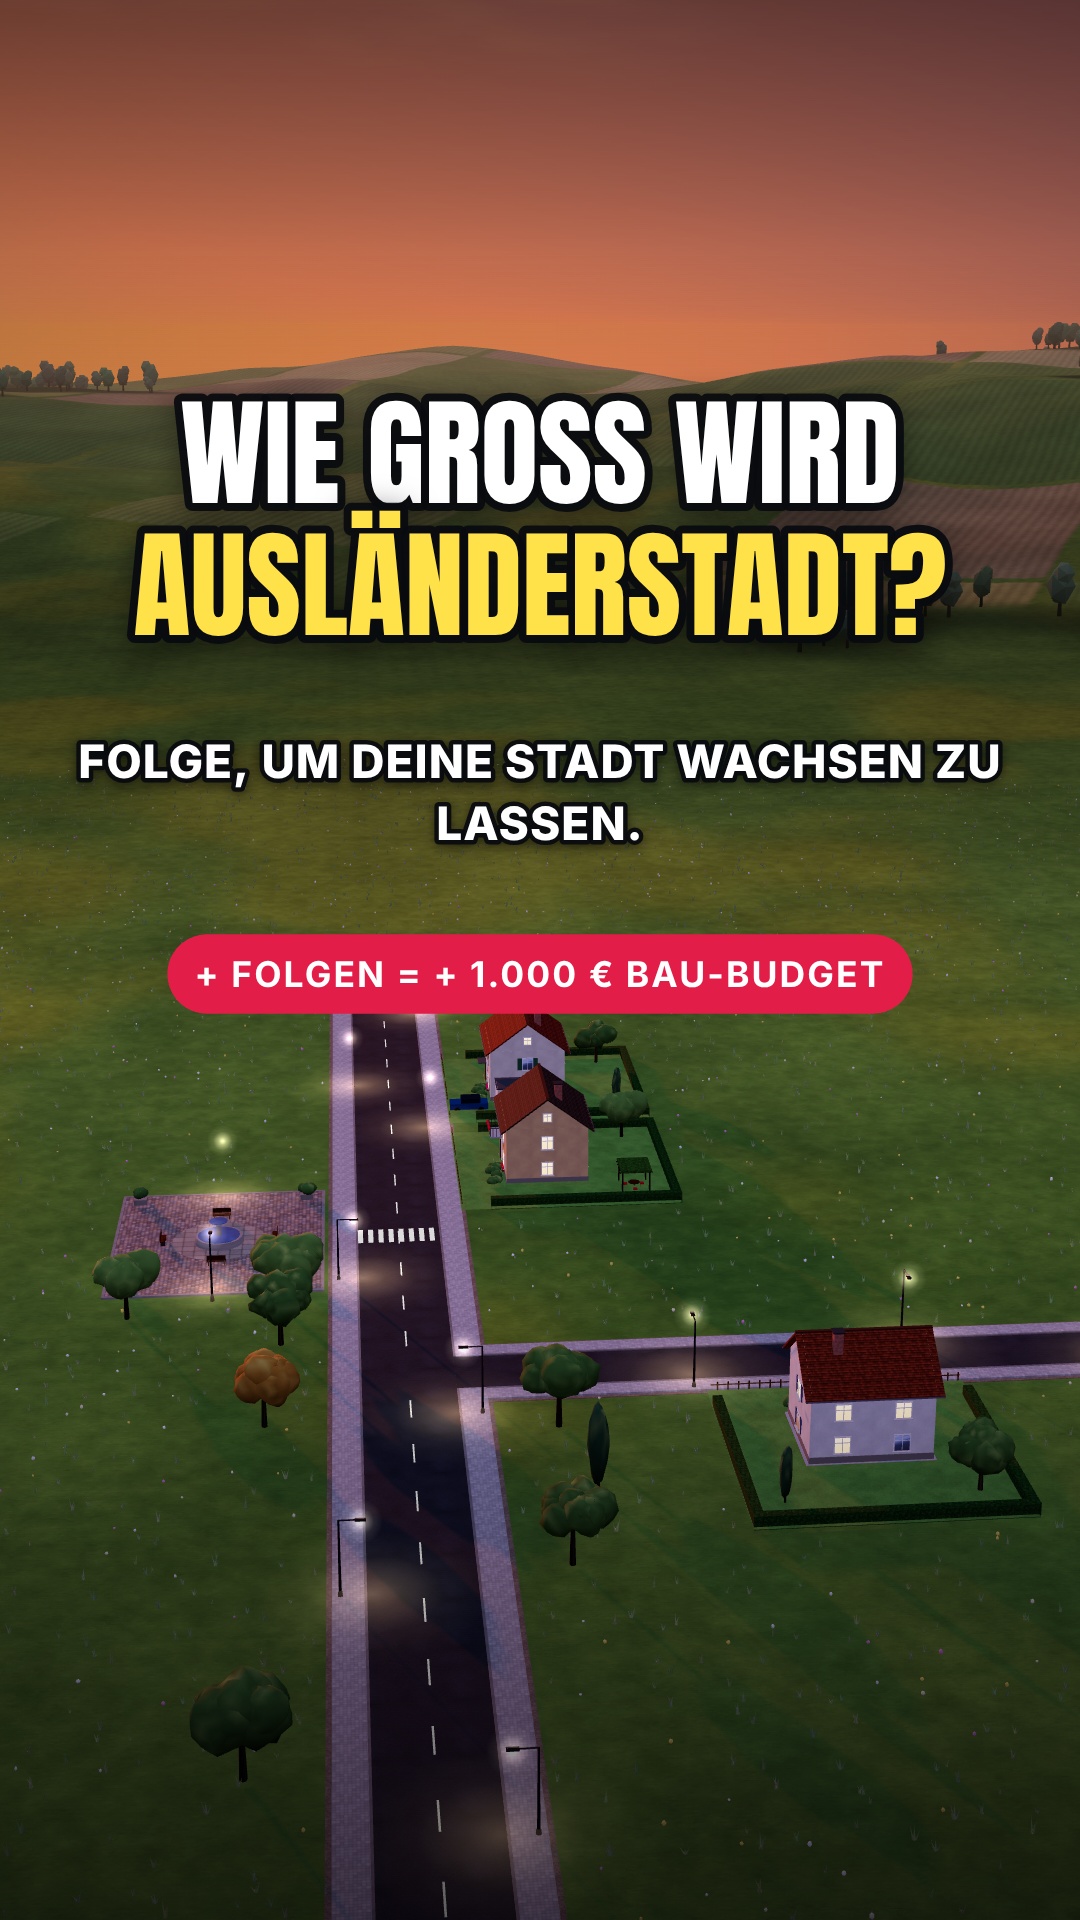 WIE GROSS WIRD
AUSLÄNDERSTADT?
FOLGE, UM DEINE STADT WACHSEN ZU
LASSEN.
+ FOLGEN = + 1.000 € BAU-BUDGET